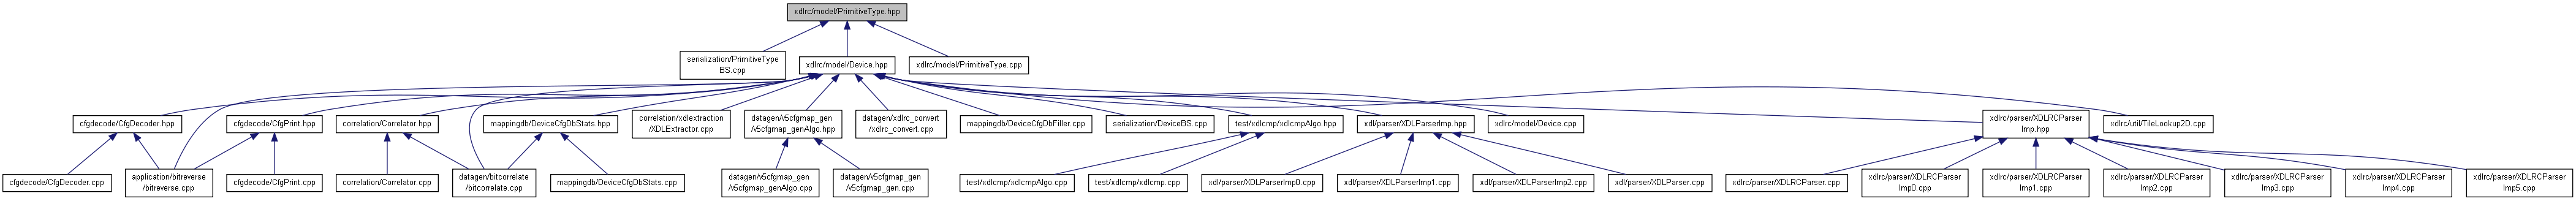 xdlrc/model/PrimitiveType.hpp
serialization/PrimitiveType
BS.cpp
xdlrc/model/Device.hpp
xdlrc/model/PrimitiveType.cpp
cfgdecode/CfgDecoder.hpp
cfgdecode/CfgPrint.hpp
correlation/Correlator.hpp
mappingdb/DeviceCfgDbStats.hpp
correlation/xdlextraction
/XDLExtractor.cpp
datagen/v5cfgmap_gen
/v5cfgmap_genAlgo.hpp
datagen/xdlrc_convert
/xdlrc_convert.cpp
mappingdb/DeviceCfgDbFiller.cpp
serialization/DeviceBS.cpp
test/xdlcmp/xdlcmpAlgo.hpp
xdl/parser/XDLParserImp.hpp
xdlrc/model/Device.cpp
xdlrc/parser/XDLRCParser
Imp.hpp
xdlrc/util/TileLookup2D.cpp
cfgdecode/CfgDecoder.cpp
application/bitreverse
/bitreverse.cpp
cfgdecode/CfgPrint.cpp
correlation/Correlator.cpp
datagen/bitcorrelate
/bitcorrelate.cpp
mappingdb/DeviceCfgDbStats.cpp
datagen/v5cfgmap_gen
/v5cfgmap_genAlgo.cpp
datagen/v5cfgmap_gen
/v5cfgmap_gen.cpp
test/xdlcmp/xdlcmpAlgo.cpp
test/xdlcmp/xdlcmp.cpp
xdl/parser/XDLParserImp0.cpp
xdl/parser/XDLParserImp1.cpp
xdl/parser/XDLParserImp2.cpp
xdl/parser/XDLParser.cpp
xdlrc/parser/XDLRCParser.cpp
xdlrc/parser/XDLRCParser
Imp0.cpp
xdlrc/parser/XDLRCParser
Imp1.cpp
xdlrc/parser/XDLRCParser
Imp2.cpp
xdlrc/parser/XDLRCParser
Imp3.cpp
xdlrc/parser/XDLRCParser
Imp4.cpp
xdlrc/parser/XDLRCParser
Imp5.cpp